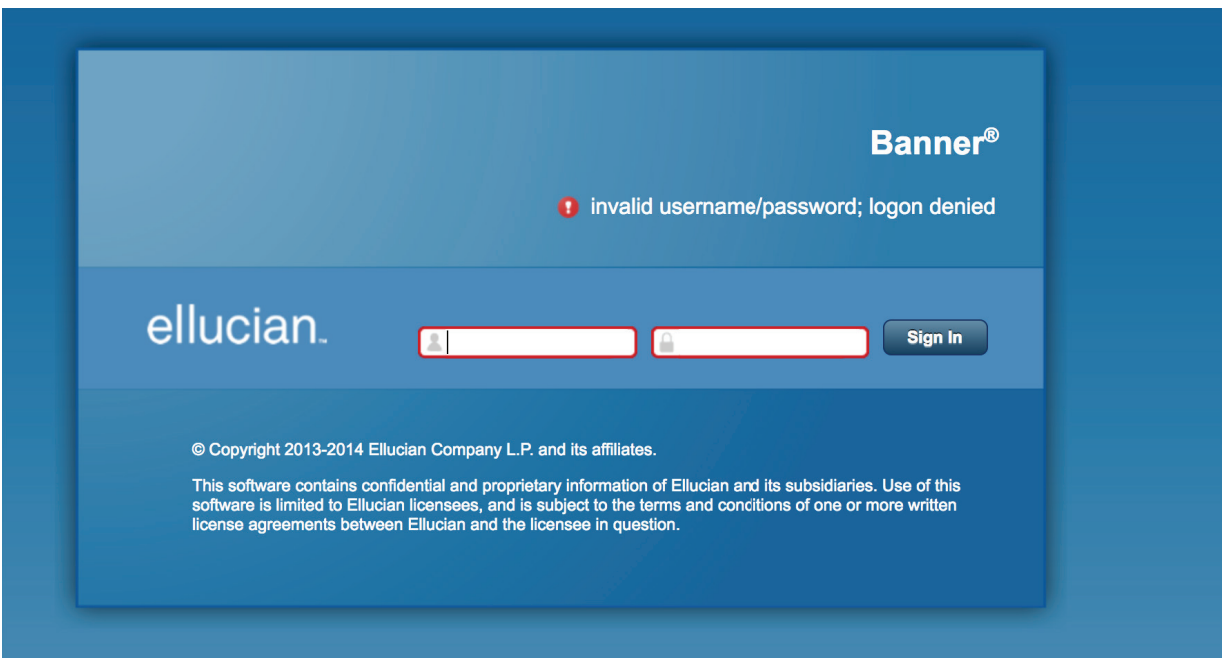 Banner®
invalid username/password; logon denied
ellucian™
Sign In
© Copyright 2013-2014 Ellucian Company L.P. and its affiliates.
This software contains confidential and proprietary information of Ellucian and its subsidiaries. Use of this
software is limited to Ellucian licensees, and is subject to the terms and conditions of one or more written
license agreements between Ellucian and the licensee in question.